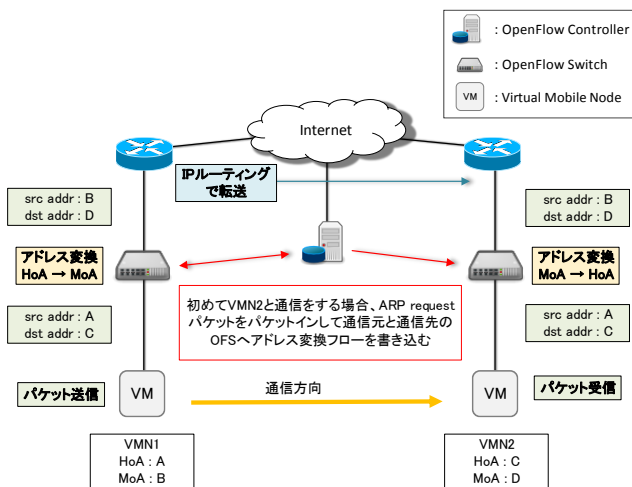 : OpenFlow Controller
: OpenFlow Switch
VM
: Virtual Mobile Node
Internet
IPルーティング
で転送
src addr : B
dst addr : D
src addr : B
dst addr : D
アドレス変換
HoA → MoA
アドレス変換
MoA → HoA
初めてVMN2と通信をする場合、ARP request
パケットをパケットインして通信元と通信先の
OFSへアドレス変換フローを書き込む
src addr : A
dst addr : C
src addr : A
dst addr : C
パケット送信
VM
通信方向
VM
パケット受信
VMN1
HoA : A
MoA : B
VMN2
HoA : C
MoA : D